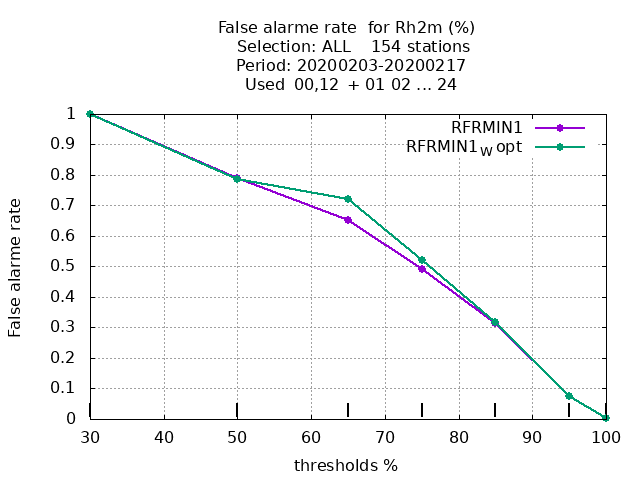 False alarme rate  for Rh2m (%)
Selection: ALL    154 stations
Period: 20200203-20200217
Used  00,12  + 01 02 ... 24
RFRMIN1
RFRMIN1W opt
False alarme rate
1
0.9
0.8
0.7
0.6
0.5
0.4
0.3
0.2
0.1
0
30 40 50 60 70 80 90 100
thresholds %